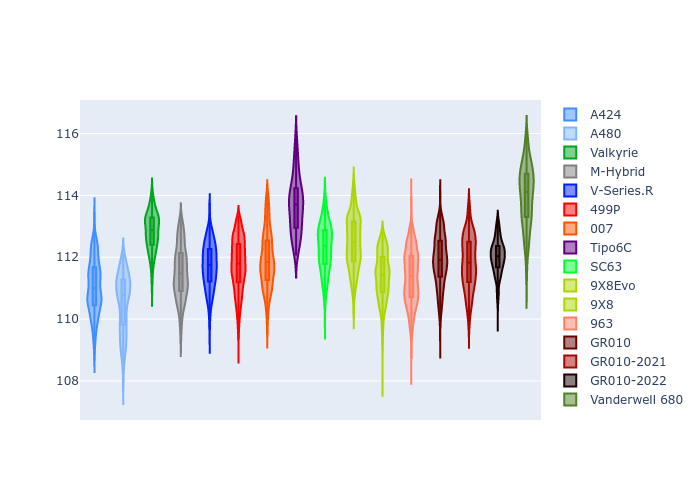 116
114
112
110
108
A424
A480
Valkyrie
M-Hybrid
V-Series.R
499P
007
Tipo6C
SC63
9X8Evo
9X8
963
GR010
GR010-2021
GR010-2022
Vanderwell 680